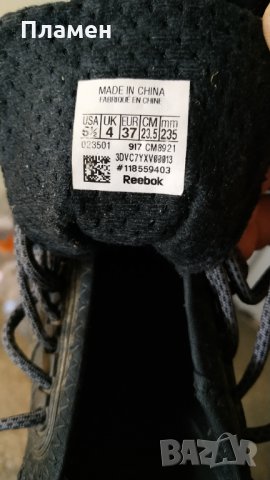 Пламен
MADE IN CHINA
FABRIQUE EN CHINE
USA UK EUR CM mm
5½ 4 37 23.5 235
023501 917 CM8921
3DVC7YXV00013
#118559403
Reebok
BAZAR